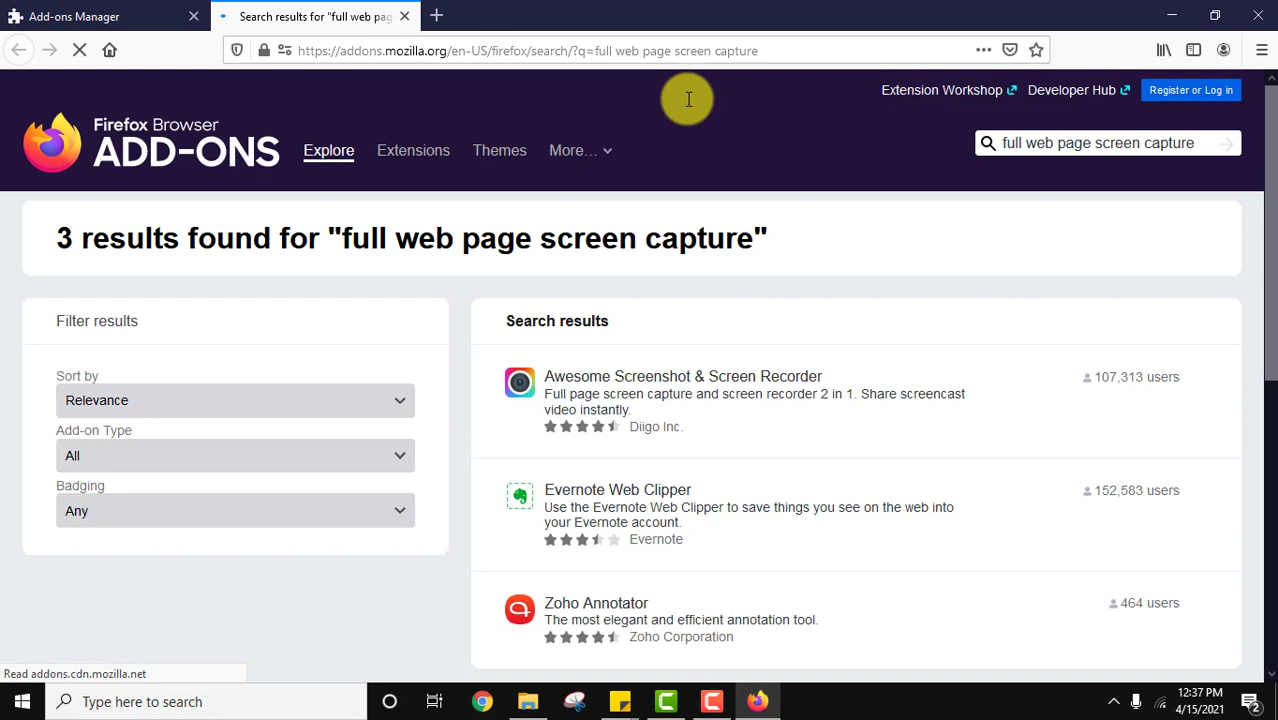 Add-ons Manager
Search results for "full web pag
https://addons.mozilla.org/en-US/firefox/search/?q=full web page screen capture
Extension Workshop
Developer Hub
Register or Log in
Firefox Browser
ADD-ONS
Explore
Extensions
Themes
More...
full web page screen capture
3 results found for "full web page screen capture"
Filter results
Sort by
Relevance
Add-on Type
All
Badging
Any
Search results
Awesome Screenshot & Screen Recorder
Full page screen capture and screen recorder 2 in 1. Share screencast
video instantly.
Diigo Inc.
107,313 users
Evernote Web Clipper
Use the Evernote Web Clipper to save things you see on the web into
your Evernote account.
Evernote
152,583 users
Zoho Annotator
The most elegant and efficient annotation tool.
Zoho Corporation
464 users
Read addons.cdn.mozilla.net
Type here to search
12:37 PM
4/15/2021
2